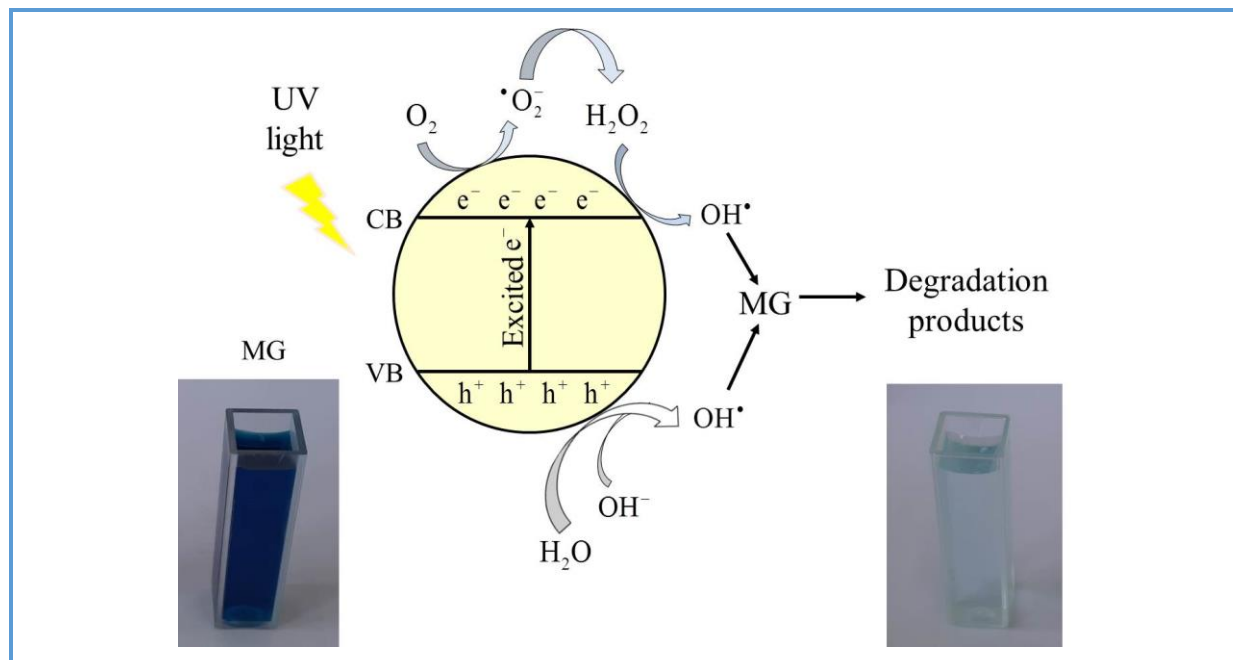 UV
light
O₂
•O₂⁻
H₂O₂
e⁻ e⁻ e⁻ e⁻
CB
Excited e⁻
OH•
MG
Degradation
products
MG
VB
h⁺ h⁺ h⁺ h⁺
OH•
OH⁻
H₂O